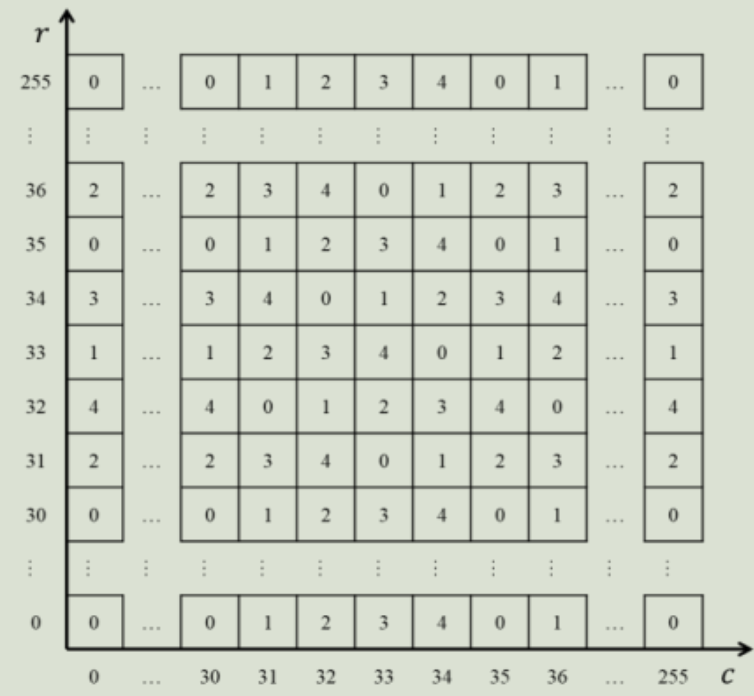 r
255 0 … 0 1 2 3 4 0 1 … 0
⋮ ⋮ ⋮ ⋮ ⋮ ⋮ ⋮ ⋮ ⋮ ⋮ ⋮ ⋮
36 2 … 2 3 4 0 1 2 3 … 2
35 0 … 0 1 2 3 4 0 1 … 0
34 3 … 3 4 0 1 2 3 4 … 3
33 1 … 1 2 3 4 0 1 2 … 1
32 4 … 4 0 1 2 3 4 0 … 4
31 2 … 2 3 4 0 1 2 3 … 2
30 0 … 0 1 2 3 4 0 1 … 0
⋮ ⋮ ⋮ ⋮ ⋮ ⋮ ⋮ ⋮ ⋮ ⋮ ⋮ ⋮
0 0 … 0 1 2 3 4 0 1 … 0
0 … 30 31 32 33 34 35 36 … 255 c